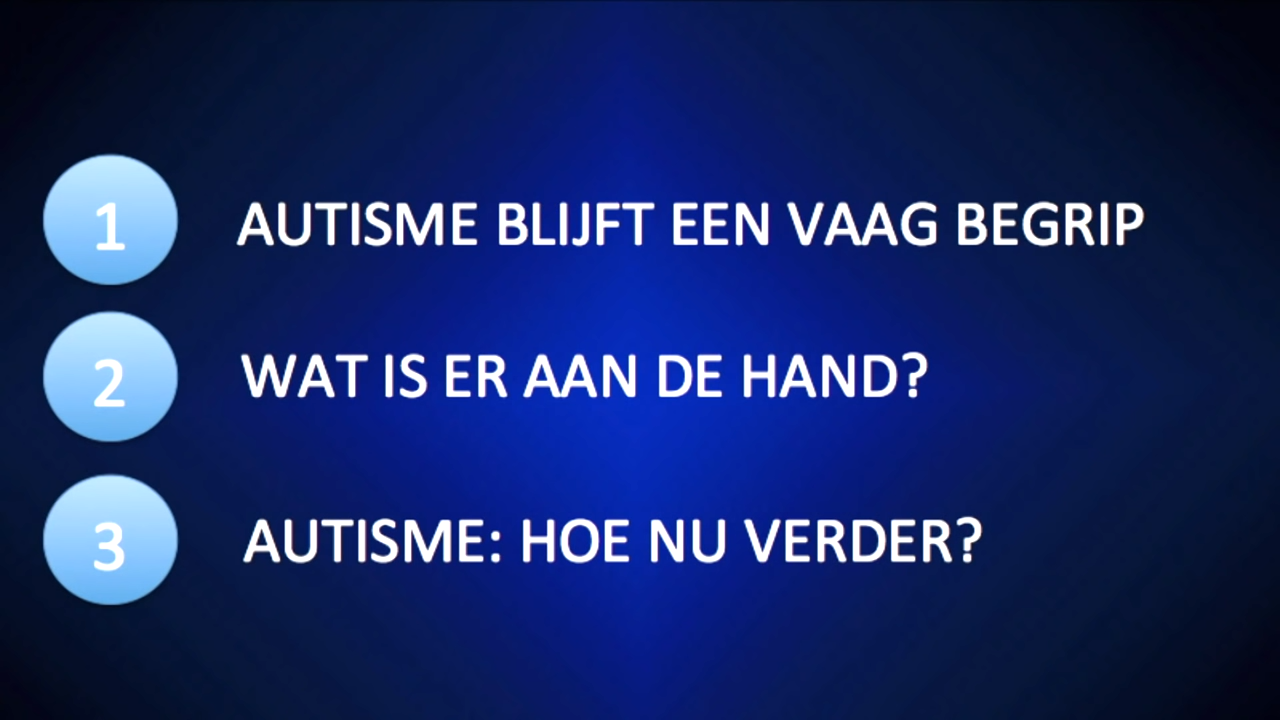 1 AUTISME BLIJFT EEN VAAG BEGRIP
2 WAT IS ER AAN DE HAND?
3 AUTISME: HOE NU VERDER?